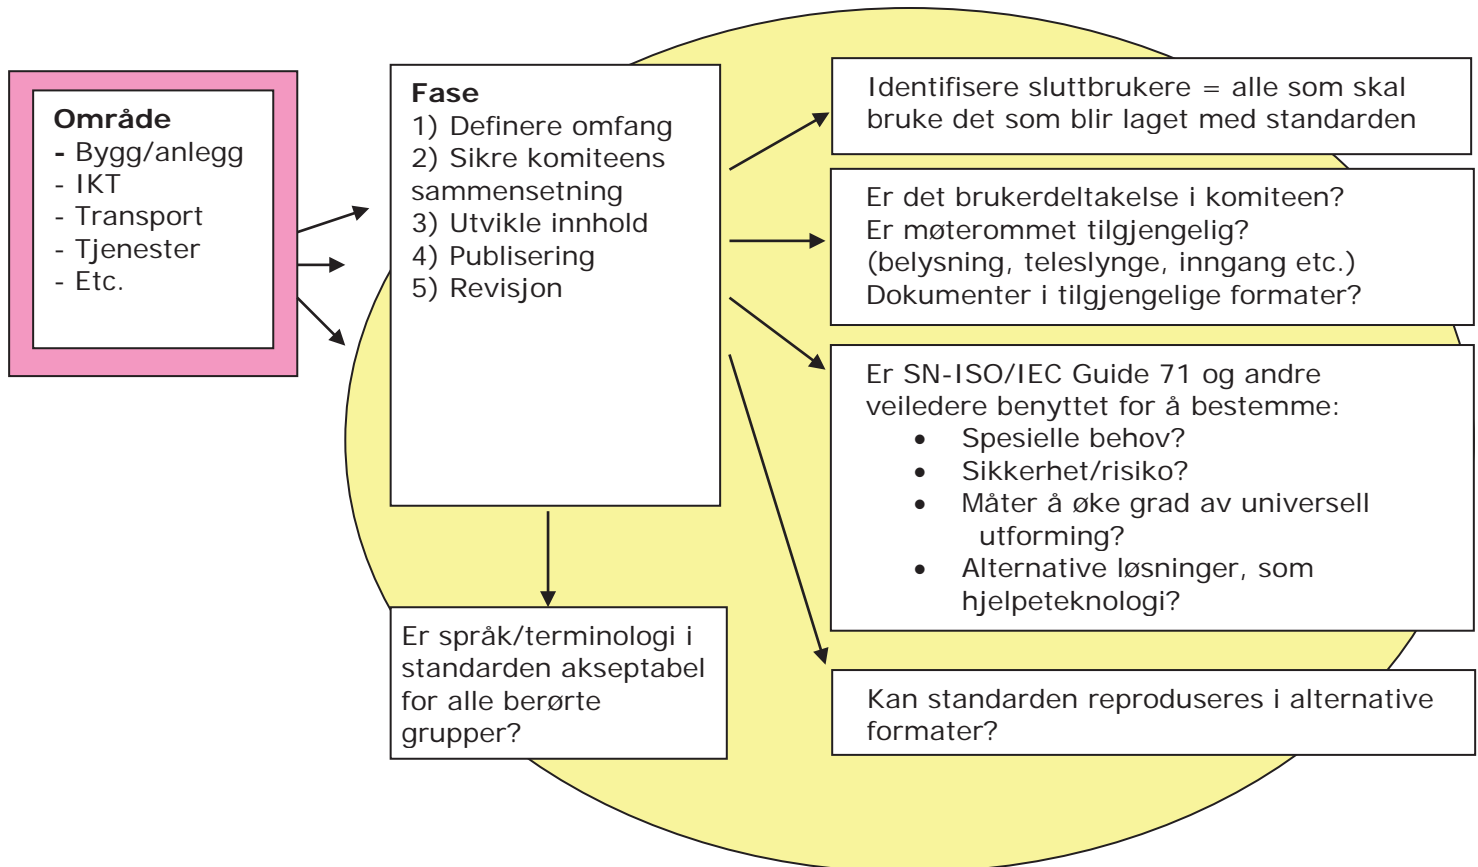 Område
- Bygg/anlegg
- IKT
- Transport
- Tjenester
- Etc.
Fase
1) Definere omfang
2) Sikre komiteens
sammensetning
3) Utvikle innhold
4) Publisering
5) Revisjon
Identifisere sluttbrukere = alle som skal
bruke det som blir laget med standarden
Er det brukerdeltakelse i komiteen?
Er møterommet tilgjengelig?
(belysning, teleslynge, inngang etc.)
Dokumenter i tilgjengelige formater?
Er SN-ISO/IEC Guide 71 og andre
veiledere benyttet for å bestemme:
• Spesielle behov?
• Sikkerhet/risiko?
• Måter å øke grad av universell
utforming?
• Alternative løsninger, som
hjelpeteknologi?
Kan standarden reproduseres i alternative
formater?
Er språk/terminologi i
standarden akseptabel
for alle berørte
grupper?